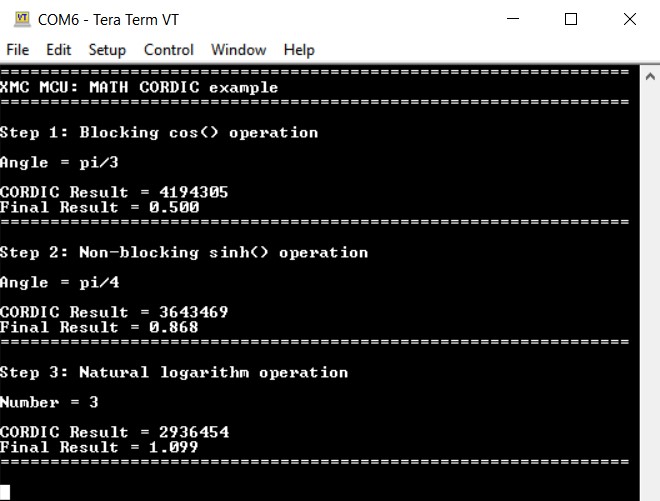 VT COM6 - Tera Term VT
File Edit Setup Control Window Help
===============================================================
XMC MCU: MATH CORDIC example
===============================================================
Step 1: Blocking cos() operation
Angle = pi/3
CORDIC Result = 4194305
Final Result = 0.500
===============================================================
Step 2: Non-blocking sinh() operation
Angle = pi/4
CORDIC Result = 3643469
Final Result = 0.868
===============================================================
Step 3: Natural logarithm operation
Number = 3
CORDIC Result = 2936454
Final Result = 1.099
===============================================================